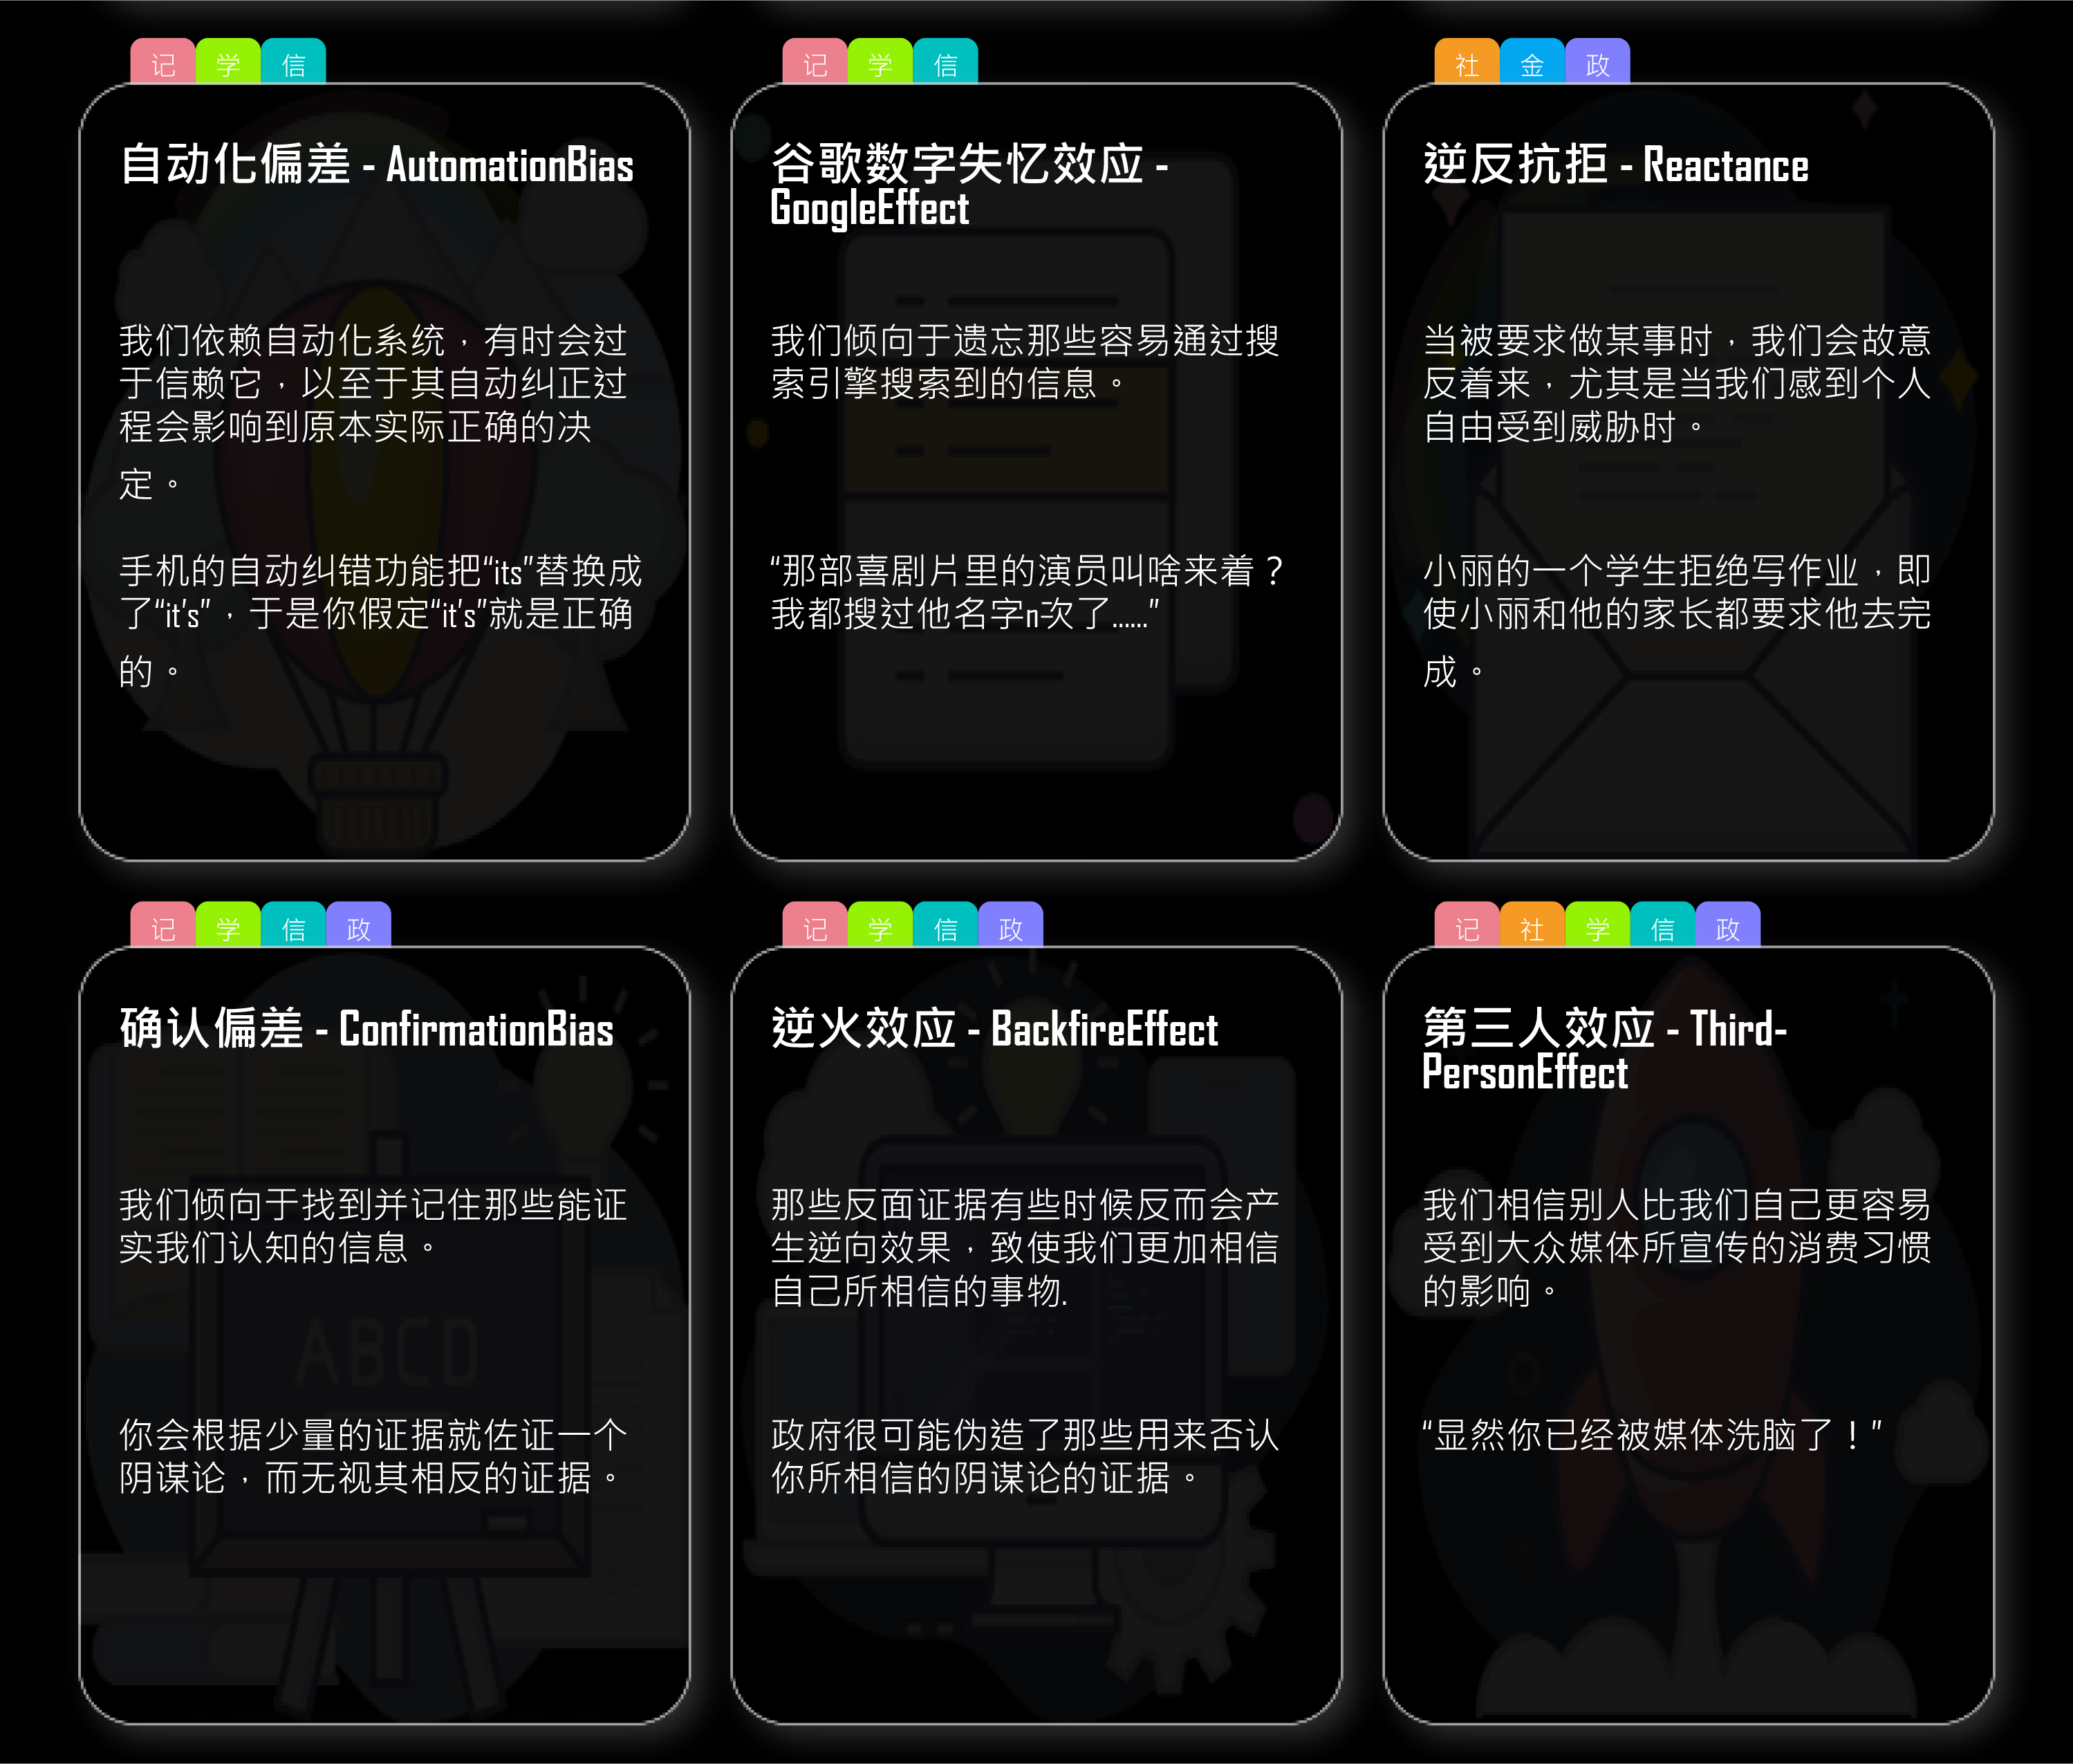 记 学 信
自动化偏差 - AutomationBias
我们依赖自动化系统，有时会过
于信赖它，以至于其自动纠正过
程会影响到原本实际正确的决
定。
手机的自动纠错功能把“its”替换成
了“it’s”，于是你假定“it’s”就是正确
的。
记 学 信
谷歌数字失忆效应 -
GoogleEffect
我们倾向于遗忘那些容易通过搜
索引擎搜索到的信息。
“那部喜剧片里的演员叫啥来着？
我都搜过他名字n次了......”
社 金 政
逆反抗拒 - Reactance
当被要求做某事时，我们会故意
反着来，尤其是当我们感到个人
自由受到威胁时。
小丽的一个学生拒绝写作业，即
使小丽和他的家长都要求他去完
成。
记 学 信 政
确认偏差 - ConfirmationBias
我们倾向于找到并记住那些能证
实我们认知的信息。
ABCD
你会根据少量的证据就佐证一个
阴谋论，而无视其相反的证据。
记 学 信 政
逆火效应 - BackfireEffect
那些反面证据有些时候反而会产
生逆向效果，致使我们更加相信
自己所相信的事物.
政府很可能伪造了那些用来否认
你所相信的阴谋论的证据。
记 社 学 信 政
第三人效应 - Third-
PersonEffect
我们相信别人比我们自己更容易
受到大众媒体所宣传的消费习惯
的影响。
“显然你已经被媒体洗脑了！”